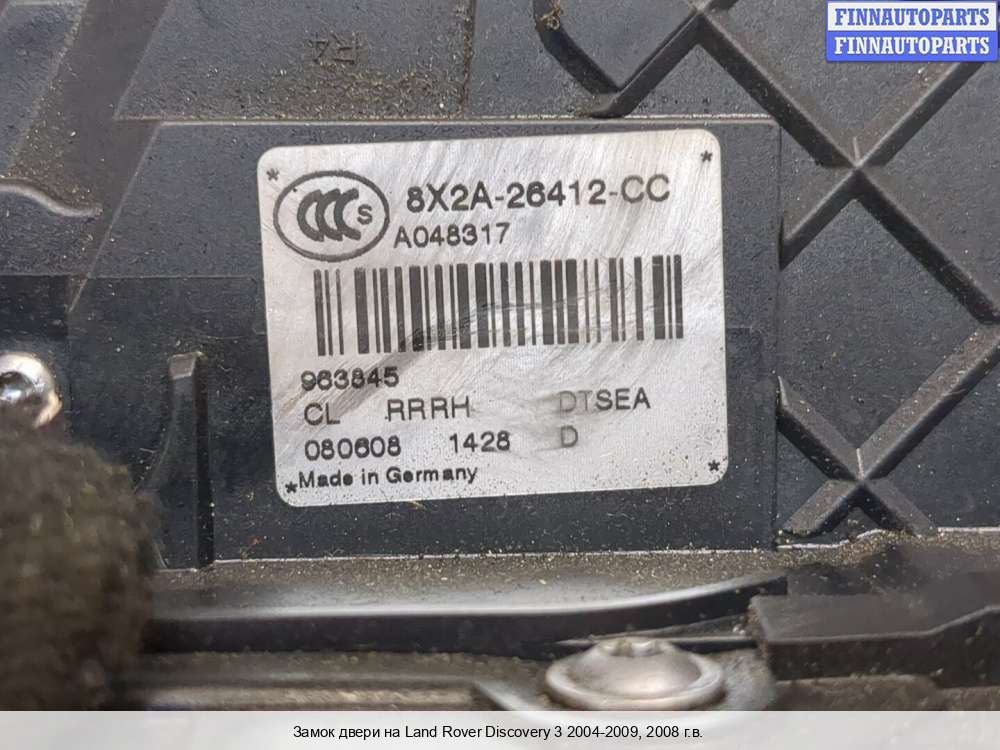 FINNAUTOPARTS
FINNAUTOPARTS
CCC S 8X2A-26412-CC
A048317
963845
CL RRRH DTSEA
080608 1428 D
*Made in Germany
Замок двери на Land Rover Discovery 3 2004-2009, 2008 г.в.